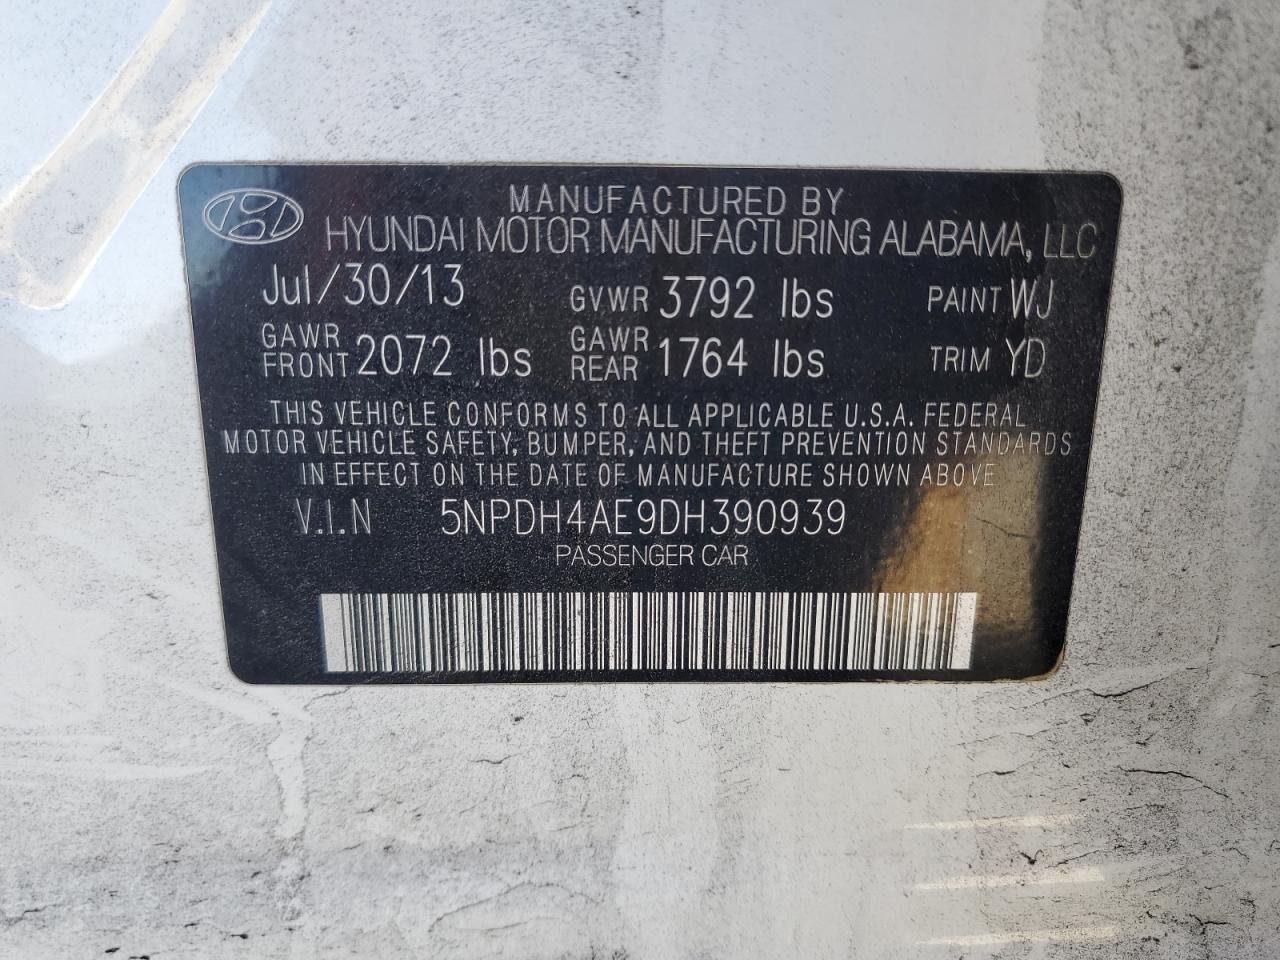 MANUFACTURED BY
HYUNDAI MOTOR MANUFACTURING ALABAMA, LLC
Jul/30/13 GVWR 3792 lbs PAINT WJ
GAWR FRONT 2072 lbs GAWR REAR 1764 lbs TRIM YD
THIS VEHICLE CONFORMS TO ALL APPLICABLE U.S.A. FEDERAL
MOTOR VEHICLE SAFETY, BUMPER, AND THEFT PREVENTION STANDARDS
IN EFFECT ON THE DATE OF MANUFACTURE SHOWN ABOVE
V.I.N 5NPDH4AE9DH390939
PASSENGER CAR